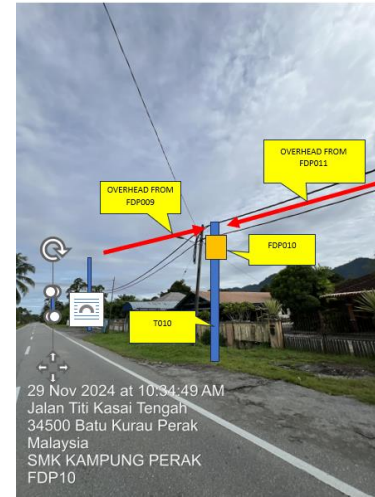 OVERHEAD FROM
FDP011
OVERHEAD FROM
FDP009
FDP010
T010
29 Nov 2024 at 10:34:49 AM
Jalan Titi Kasai Tengah
34500 Batu Kurau Perak
Malaysia
SMK KAMPUNG PERAK
FDP10